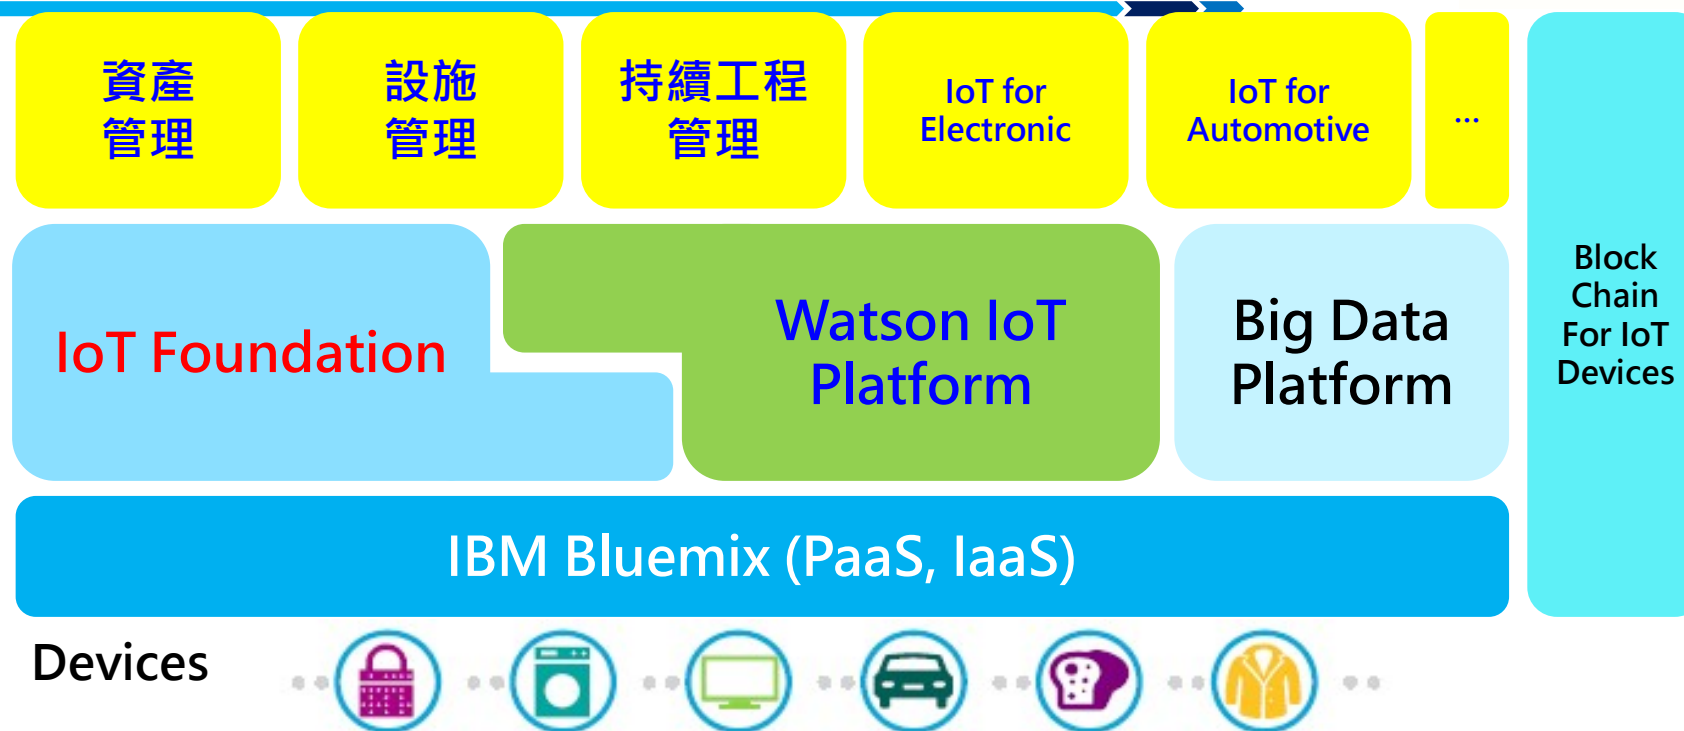 資產
管理
設施
管理
持續工程
管理
IoT for
Electronic
IoT for
Automotive
...
IoT Foundation
Watson IoT
Platform
Big Data
Platform
Block
Chain
For IoT
Devices
IBM Bluemix (PaaS, IaaS)
Devices